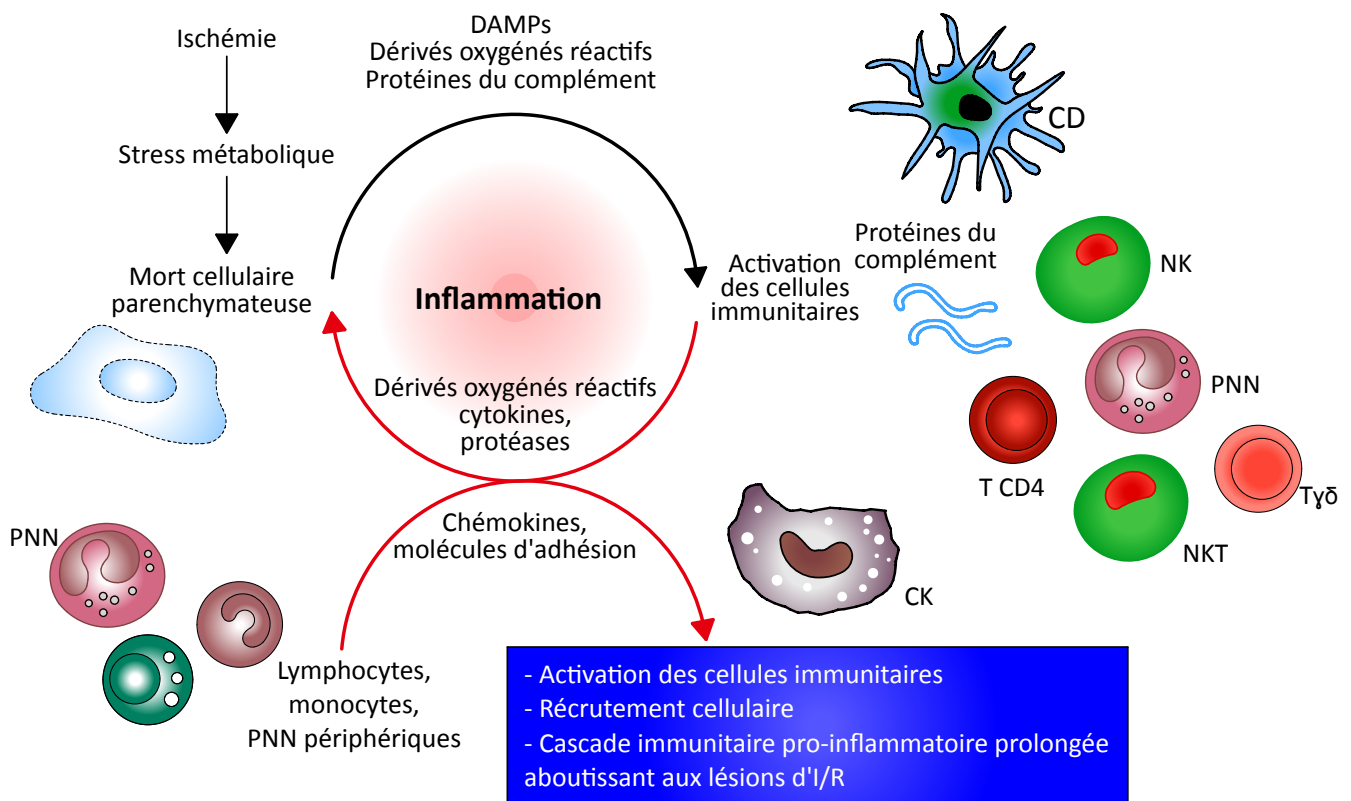 Ischémie
Stress métabolique
Mort cellulaire
parenchymateuse
DAMPs
Dérivés oxygénés réactifs
Protéines du complément
Inflammation
Activation
des cellules
immunitaires
Dérivés oxygénés réactifs
cytokines,
protéases
Chémokines,
molécules d'adhésion
CD
Protéines du
complément
NK
PNN
T CD4
Tɣδ
NKT
CK
PNN
Lymphocytes,
monocytes,
PNN périphériques
- Activation des cellules immunitaires
- Récrutement cellulaire
- Cascade immunitaire pro-inflammatoire prolongée
aboutissant aux lésions d'I/R